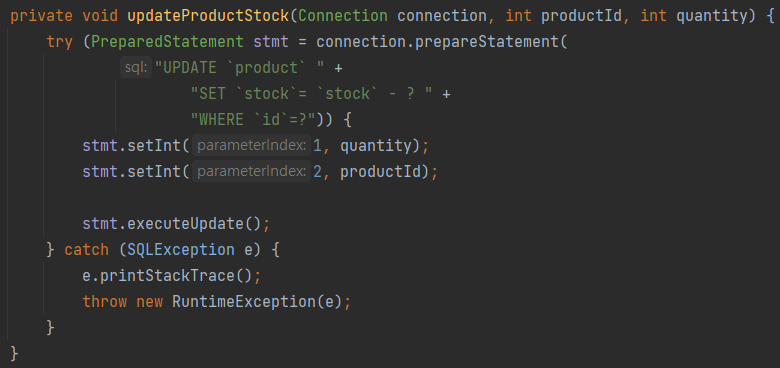 private void updateProductStock(Connection connection, int productId, int quantity) {
try (PreparedStatement stmt = connection.prepareStatement(
sql: "UPDATE `product` " +
"SET `stock`= `stock` - ? " +
"WHERE `id`=?")) {
stmt.setInt( parameterIndex: 1, quantity);
stmt.setInt( parameterIndex: 2, productId);
stmt.executeUpdate();
} catch (SQLException e) {
e.printStackTrace();
throw new RuntimeException(e);
}
}